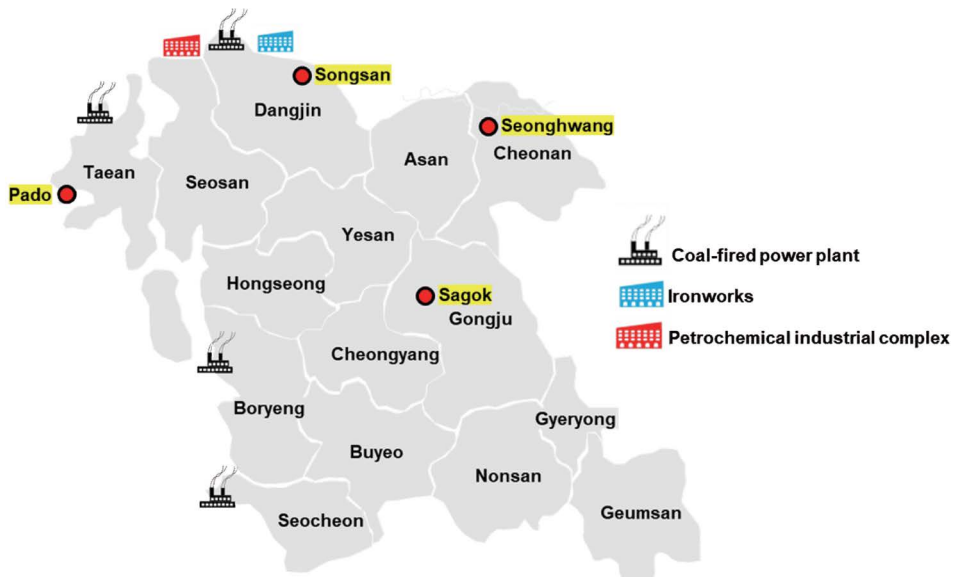 Songsan
Dangjin
Seonghwang
Asan
Cheonan
Taean
Seosan
Pado
Yesan
Hongseong
Sagok
Gongju
Cheongyang
Boryeng
Gyeryong
Buyeo
Nonsan
Seocheon
Geumsan
Coal-fired power plant
Ironworks
Petrochemical industrial complex